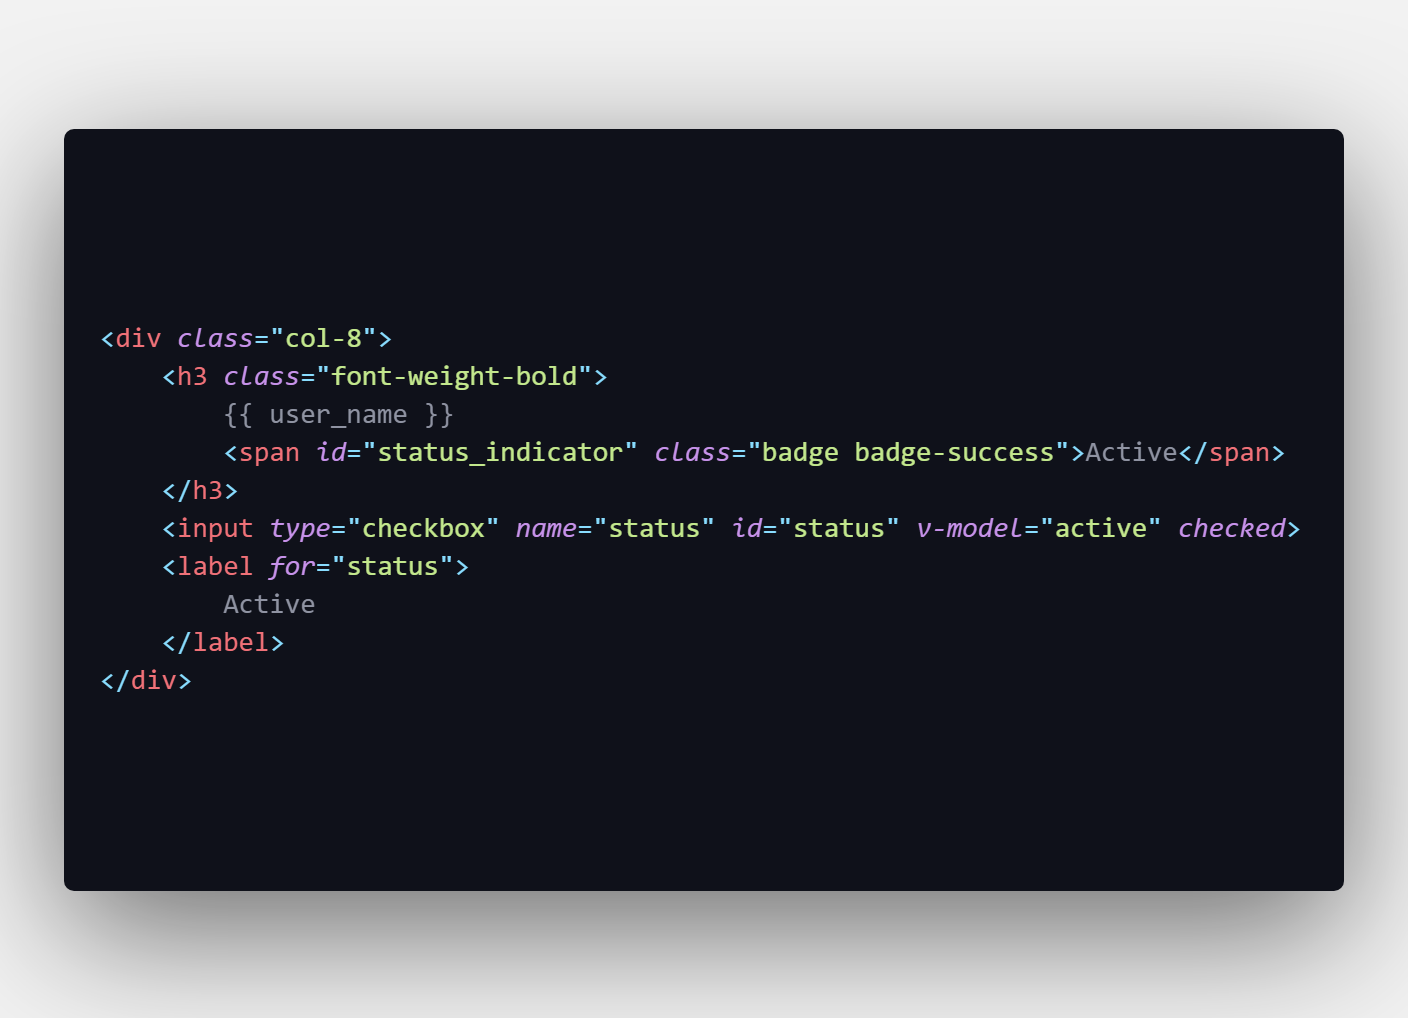 <div class="col-8">
    <h3 class="font-weight-bold">
        {{ user_name }}
        <span id="status_indicator" class="badge badge-success">Active</span>
    </h3>
    <input type="checkbox" name="status" id="status" v-model="active" checked>
    <label for="status">
        Active
    </label>
</div>